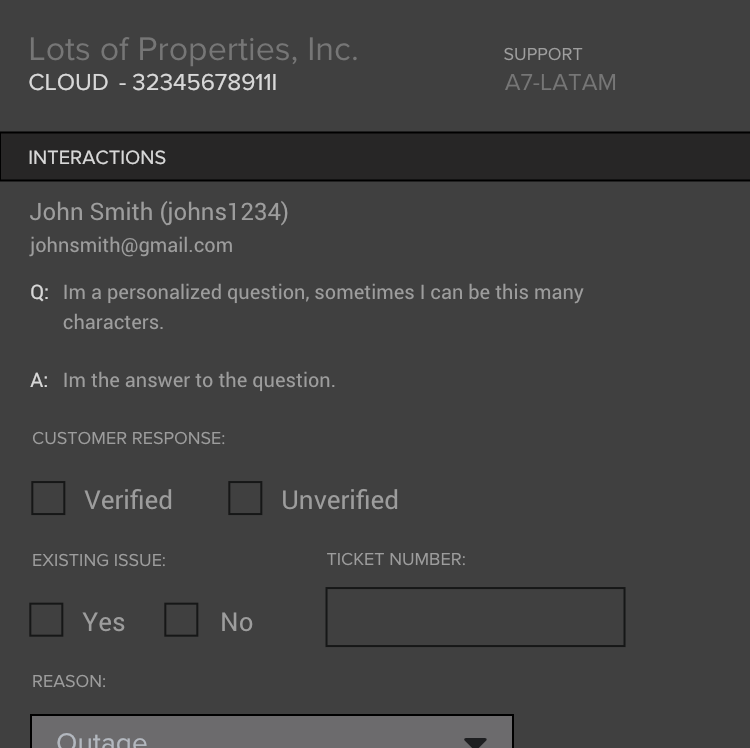 Lots of Properties, Inc.
SUPPORT
CLOUD - 32345678911I
A7-LATAM
INTERACTIONS
John Smith (johns1234)
johnsmith@gmail.com
Q: Im a personalized question, sometimes I can be this many
characters.
A: Im the answer to the question.
CUSTOMER RESPONSE:
Verified Unverified
EXISTING ISSUE: TICKET NUMBER:
Yes No
REASON:
Outage